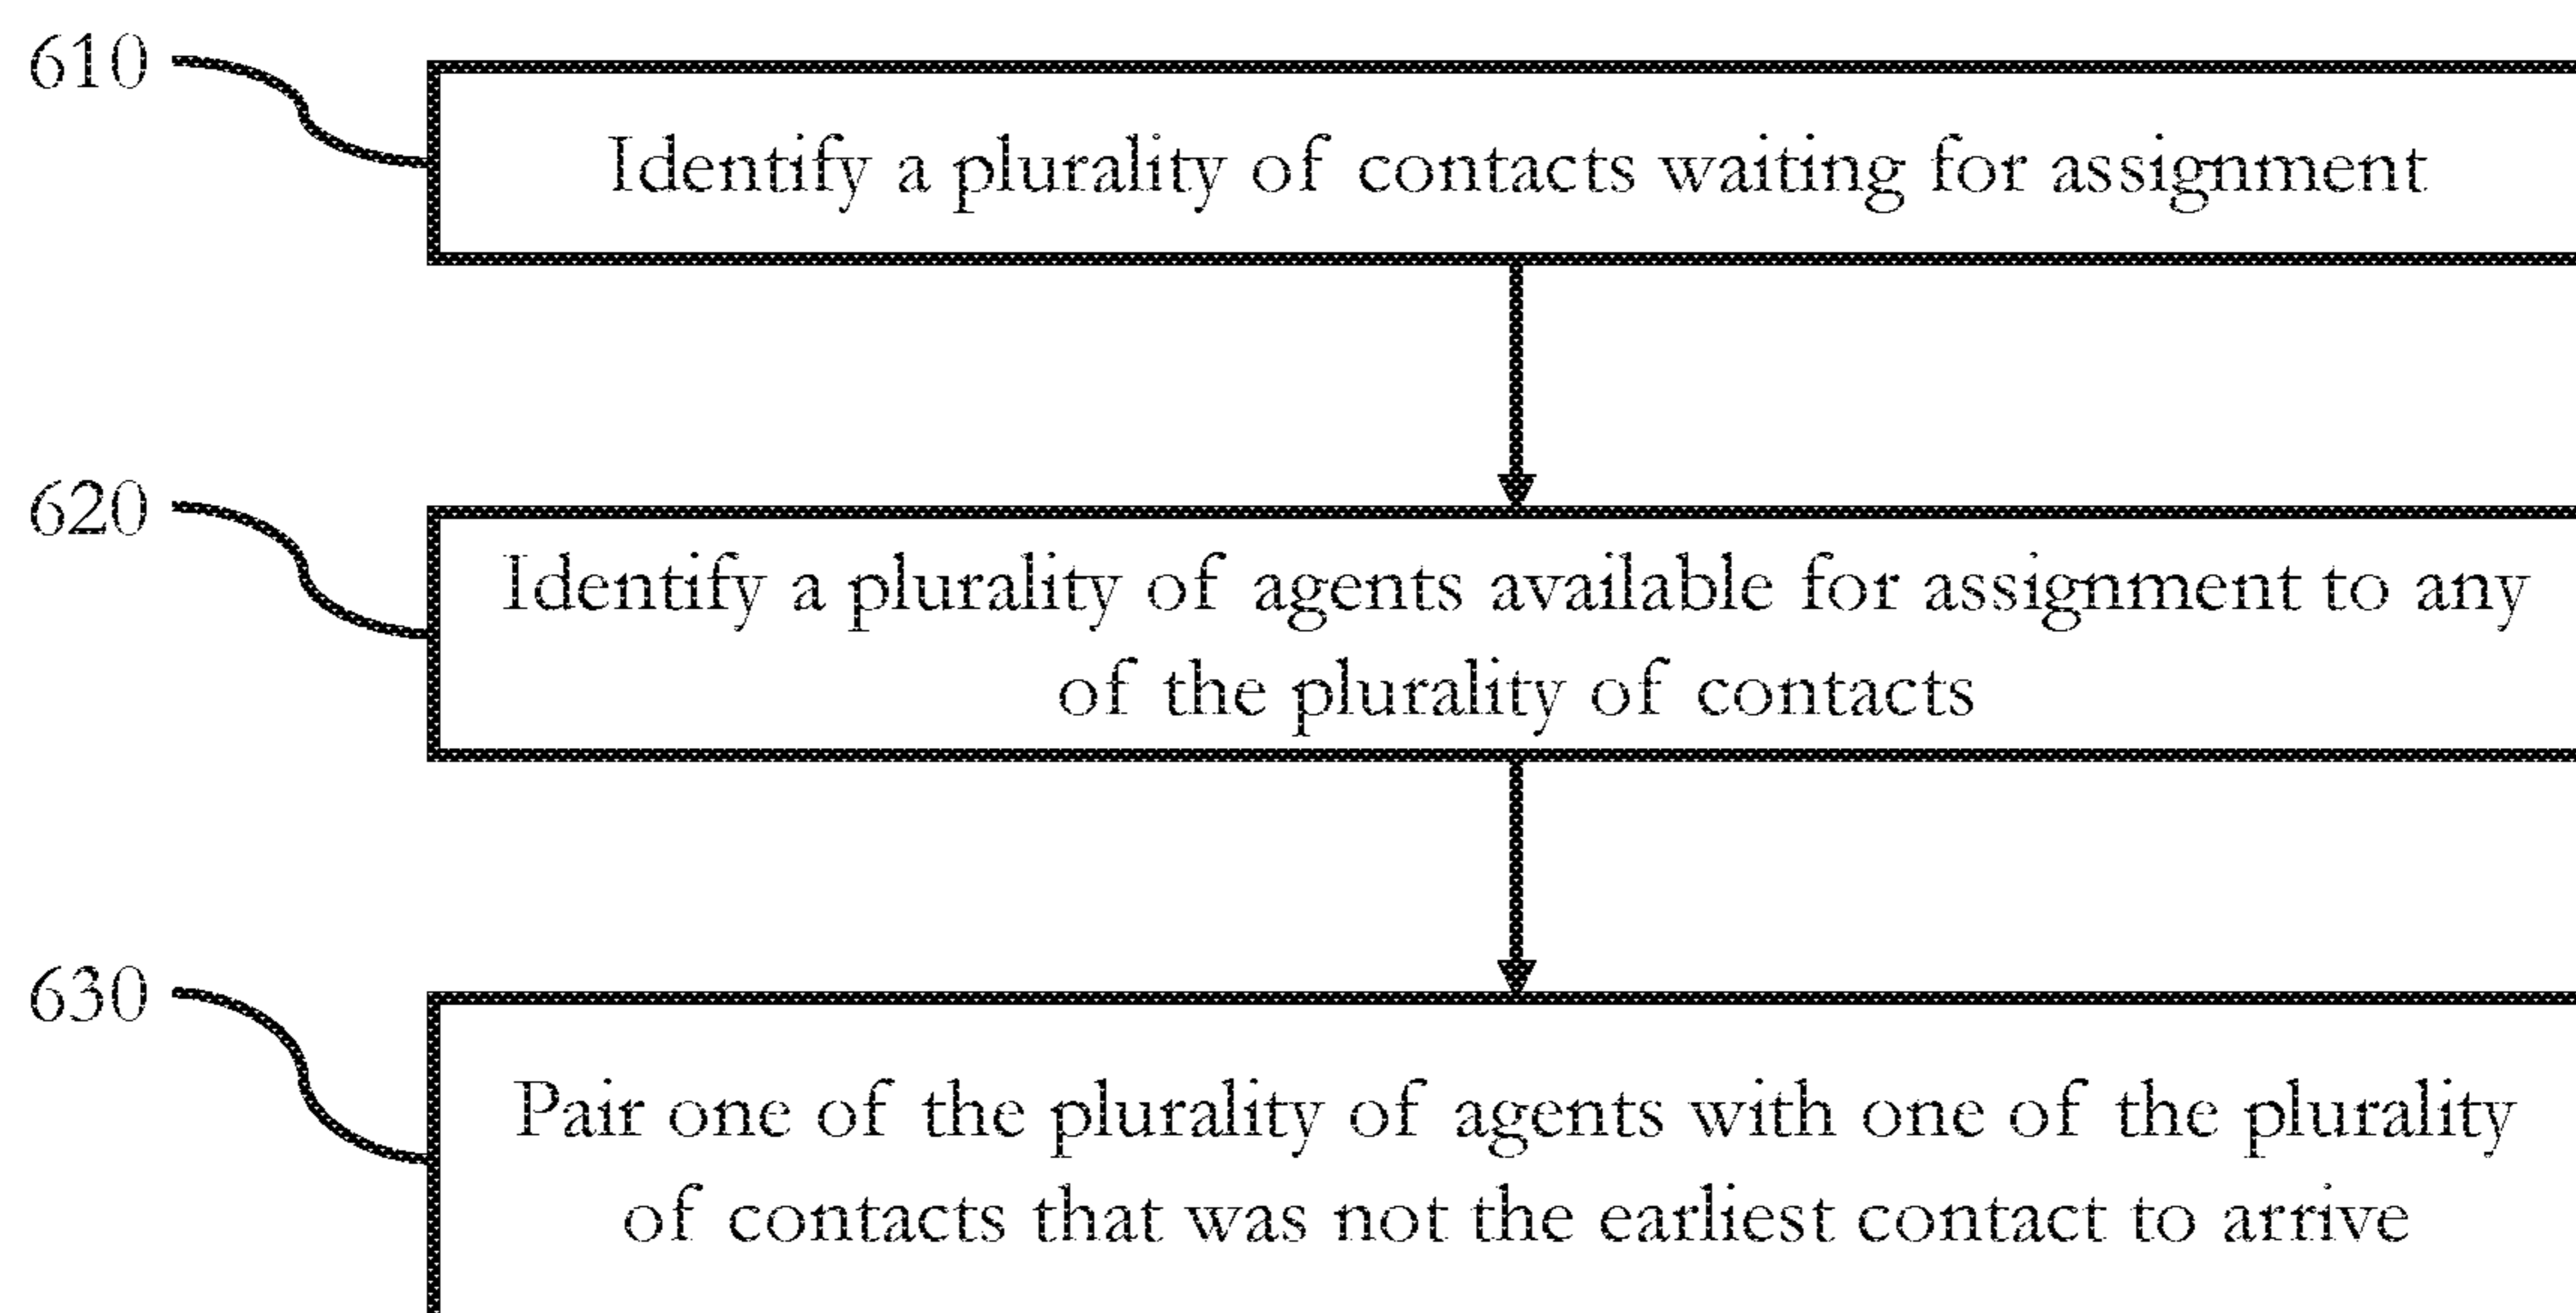 610
Identify a plurality of contacts waiting for assignment
620
Identify a plurality of agents available for assignment to any
of the plurality of contacts
630
Pair one of the plurality of agents with one of the plurality
of contacts that was not the earliest contact to arrive